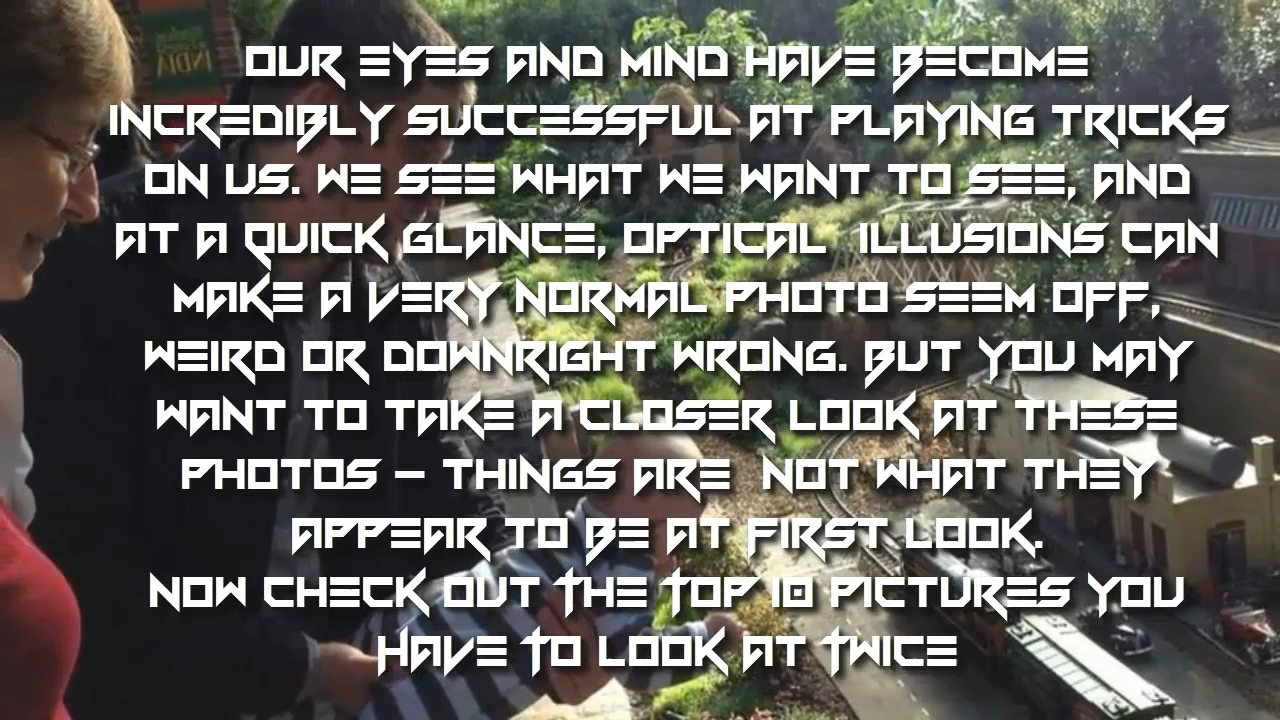 INDIA
OUR EYES AND MIND HAVE BECOME
INCREDIBLY SUCCESSFUL AT PLAYING TRICKS
ON US. WE SEE WHAT WE WANT TO SEE, AND
AT A QUICK GLANCE, OPTICAL ILLUSIONS CAN
MAKE A VERY NORMAL PHOTO SEEM OFF,
WEIRD OR DOWNRIGHT WRONG. BUT YOU MAY
WANT TO TAKE A CLOSER LOOK AT THESE
PHOTOS - THINGS ARE NOT WHAT THEY
APPEAR TO BE AT FIRST LOOK.
NOW CHECK OUT THE TOP 10 PICTURES YOU
HAVE TO LOOK AT TWICE